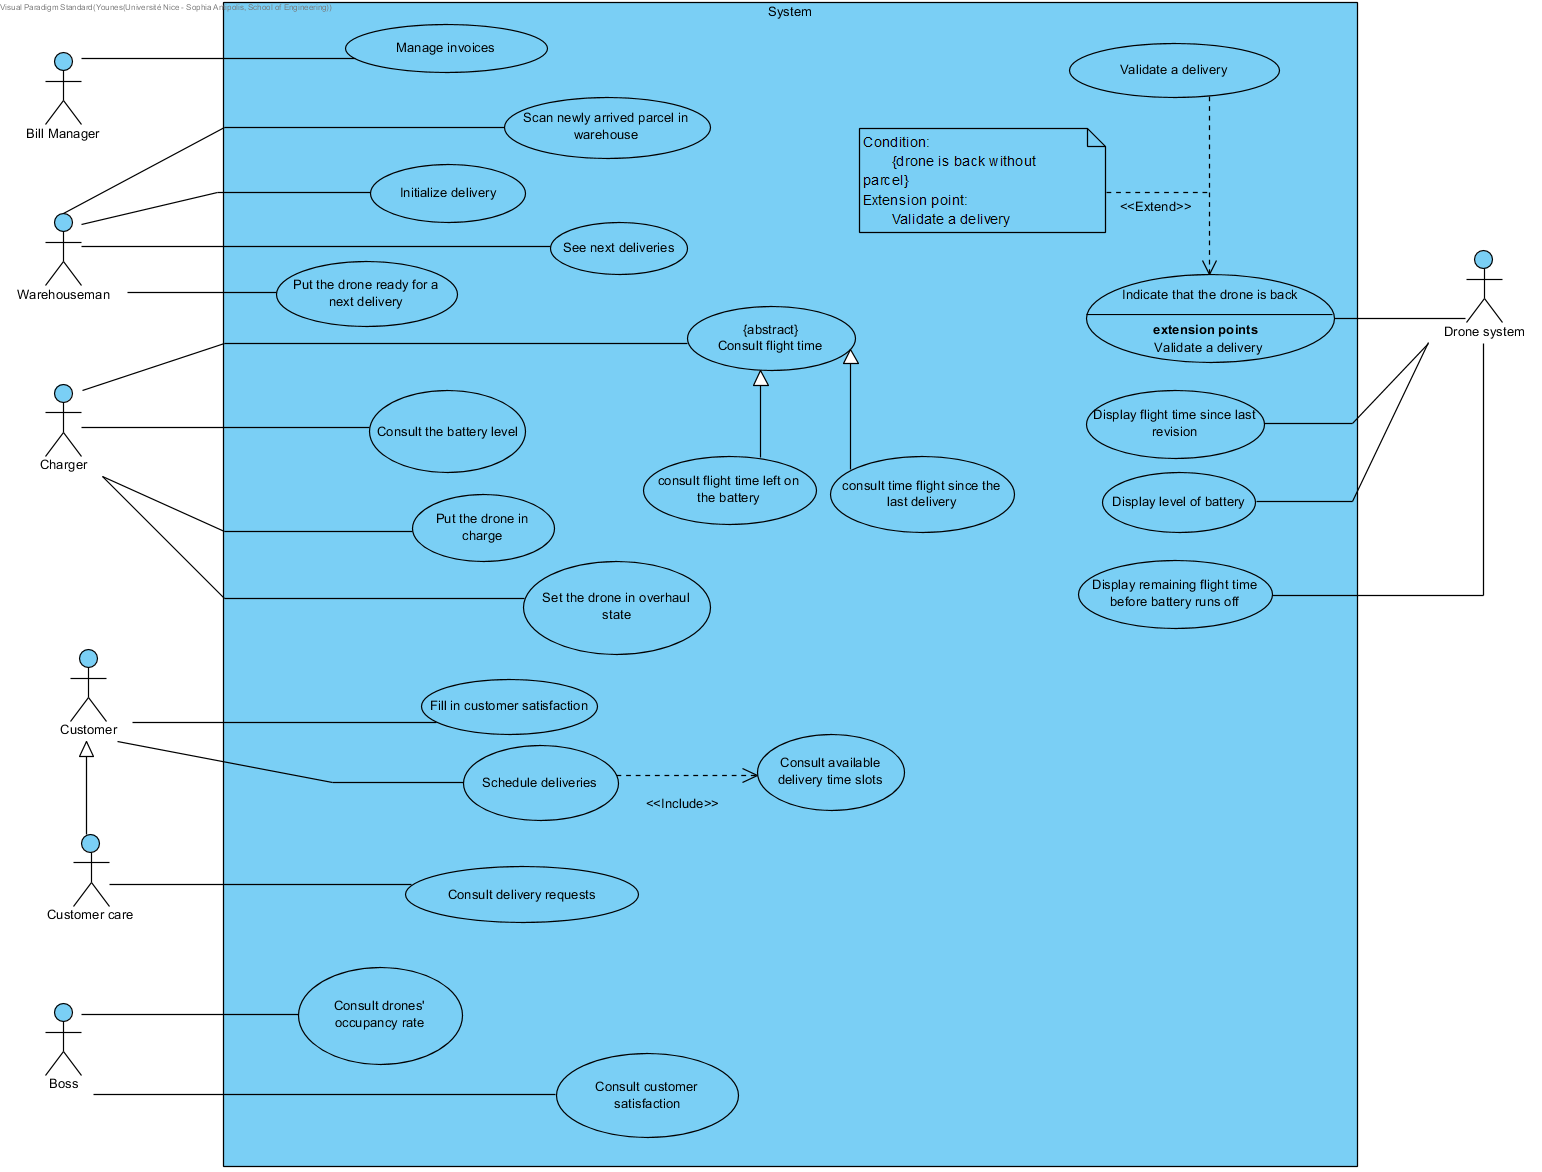 Visual Paradigm Standard(Younes(Université Nice - Sophia Antipolis, School of Engineering))
System
Manage invoices
Validate a delivery
Bill Manager
Scan newly arrived parcel in
warehouse
Condition:
{drone is back without
parcel}
Extension point:
Validate a delivery
<<Extend>>
Initialize delivery
See next deliveries
Warehouseman
Put the drone ready for a
next delivery
Indicate that the drone is back
extension points
Validate a delivery
Drone system
{abstract}
Consult flight time
Charger
Consult the battery level
Display flight time since last
revision
consult flight time left on
the battery
consult time flight since the
last delivery
Display level of battery
Put the drone in
charge
Set the drone in overhaul
state
Display remaining flight time
before battery runs off
Customer
Fill in customer satisfaction
Schedule deliveries
<<Include>>
Consult available
delivery time slots
Customer care
Consult delivery requests
Boss
Consult drones'
occupancy rate
Consult customer
satisfaction